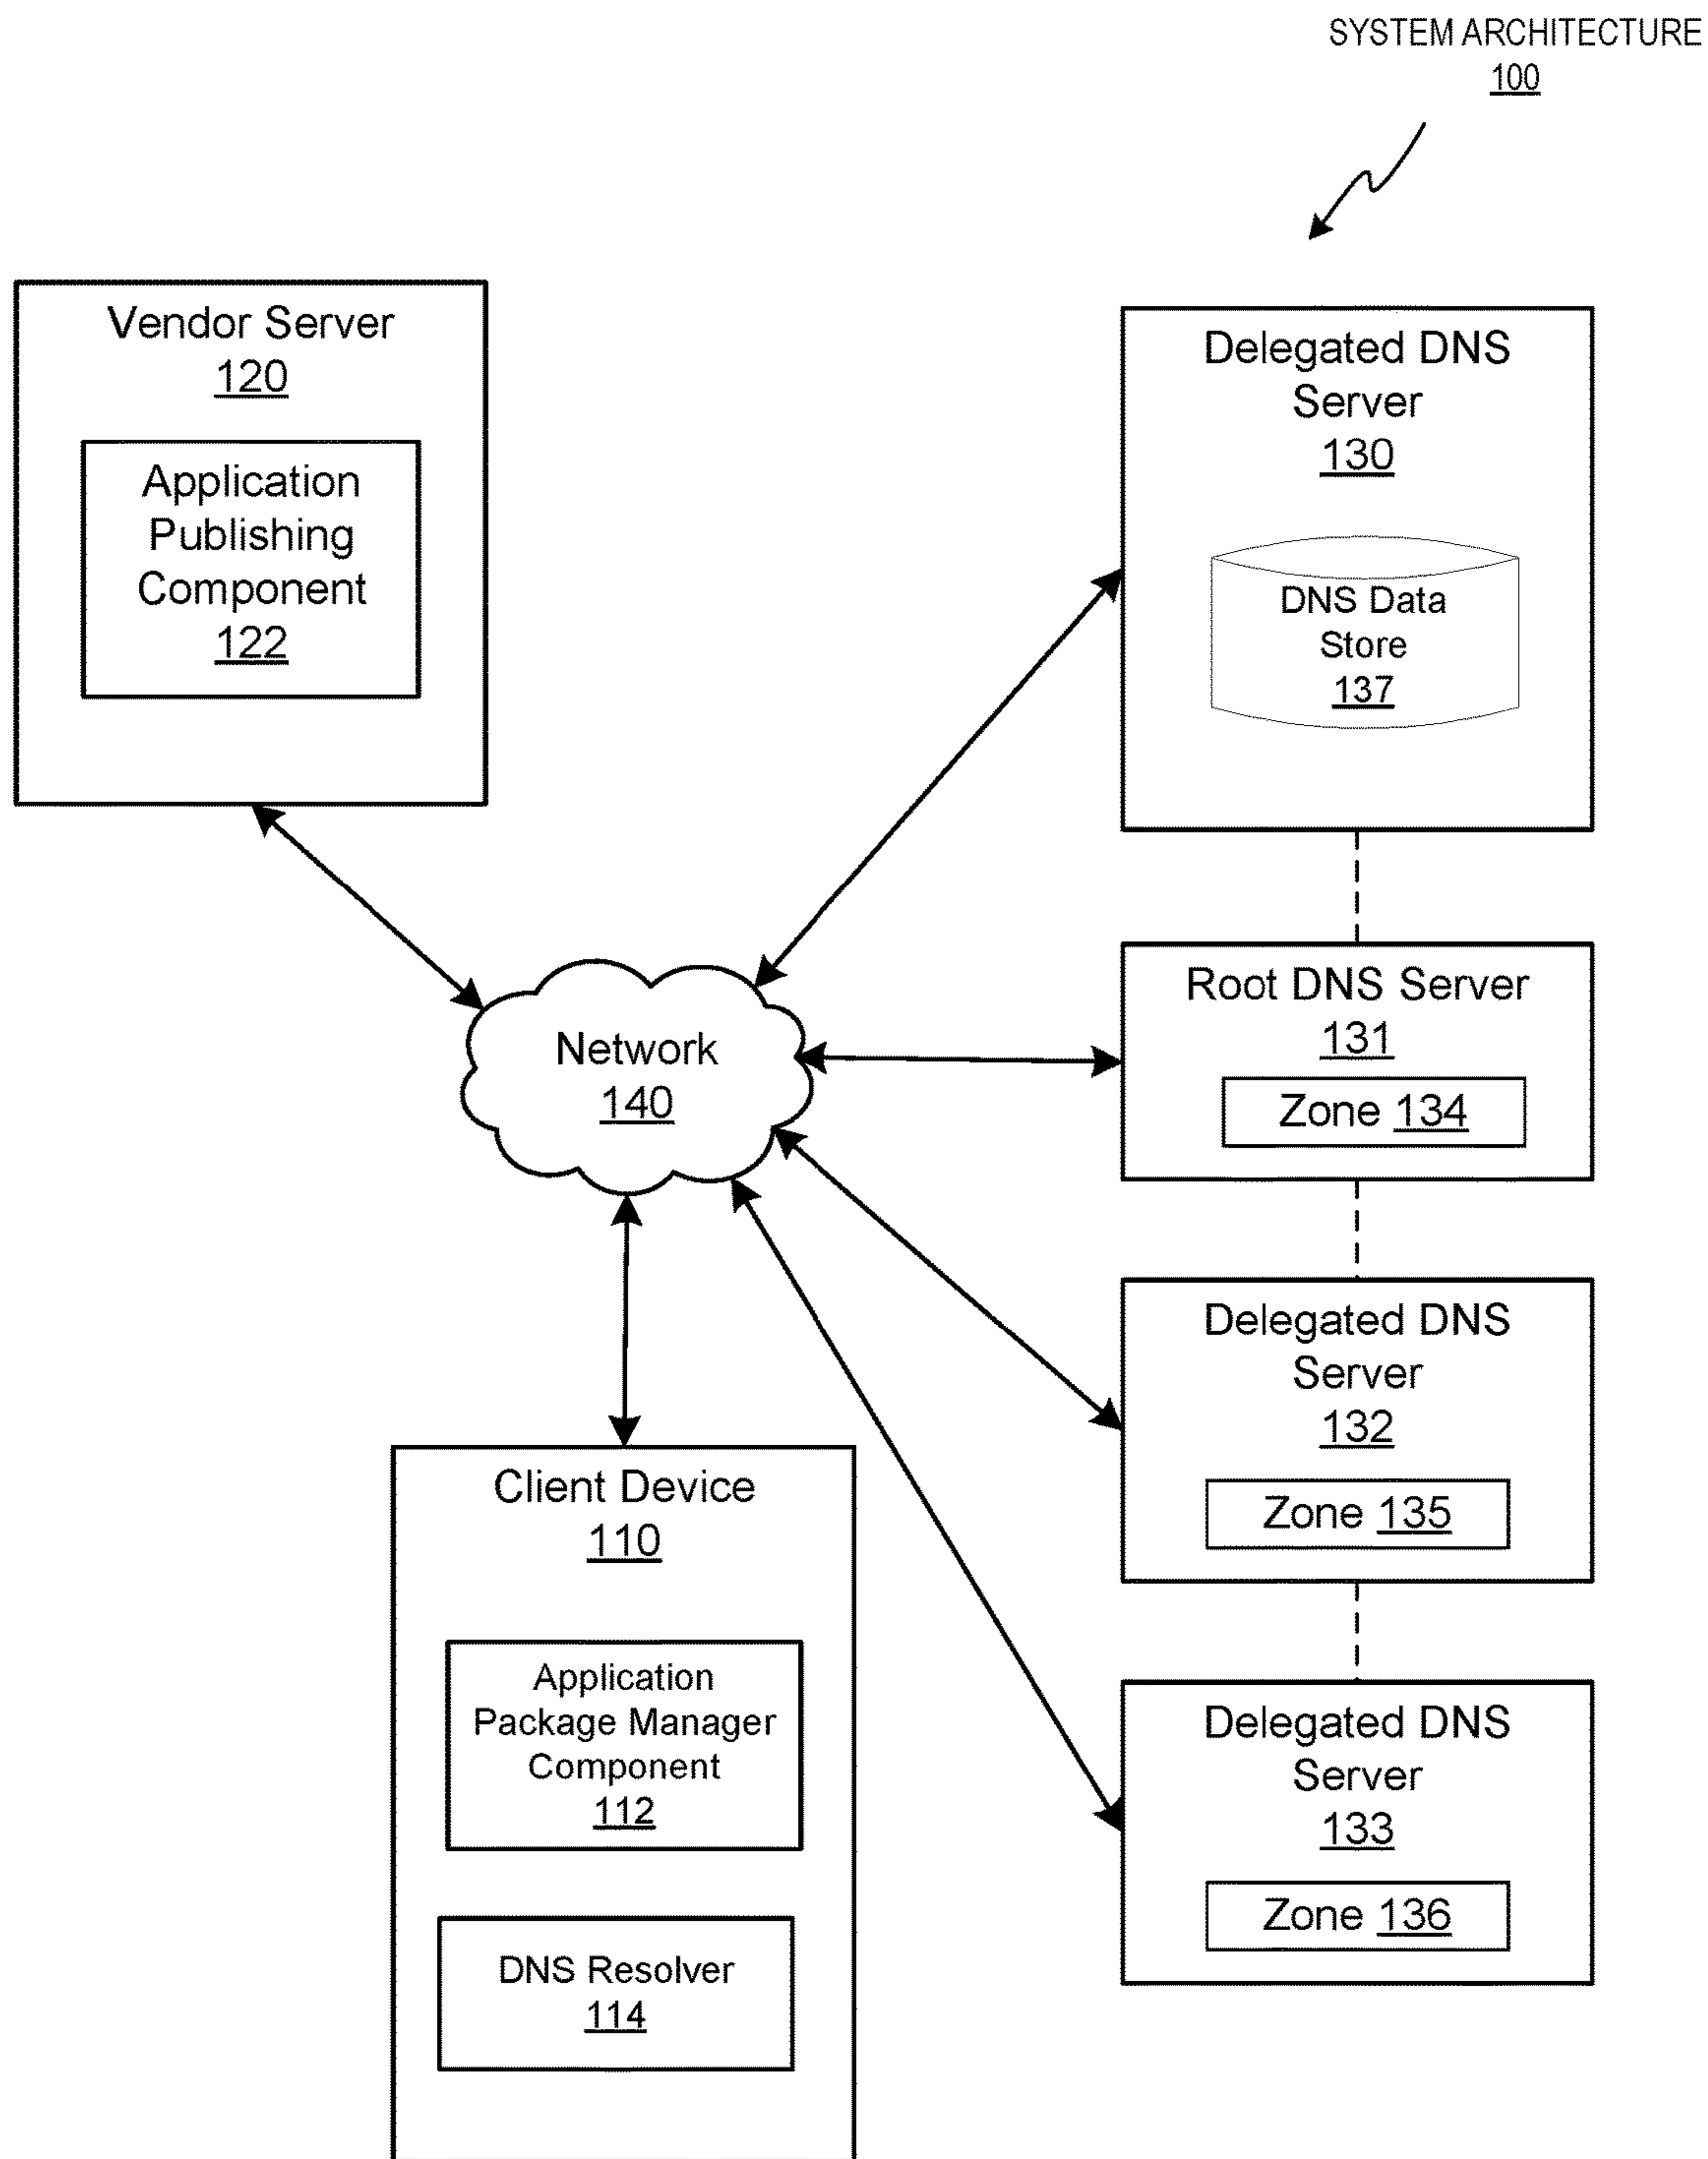 SYSTEM ARCHITECTURE
100
Vendor Server
120
Application
Publishing
Component
122
Delegated DNS
Server
130
DNS Data
Store
137
Network
140
Root DNS Server
131
Zone 134
Delegated DNS
Server
132
Zone 135
Client Device
110
Application
Package Manager
Component
112
DNS Resolver
114
Delegated DNS
Server
133
Zone 136